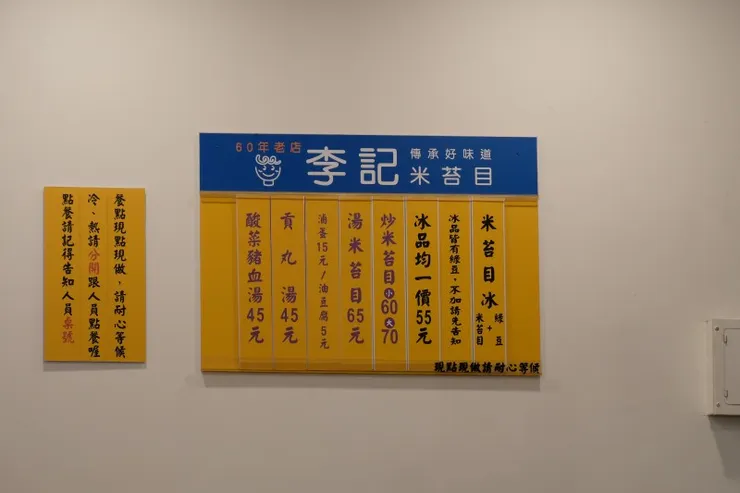 60年老店
李記
傳承好味道
米苔目
米苔目冰
綠豆
+
米苔目
冰品皆有綠豆,不加請先告知
冰品均一價55元
炒米苔目小60大70
湯米苔目65元
滷蛋15元/油豆腐5元
貢丸湯45元
酸菜豬血湯45元
現點現做請耐心等候
餐點現點現做,請耐心等候
冷、熱請分開跟人員點餐喔
點餐請記得告知人員桌號